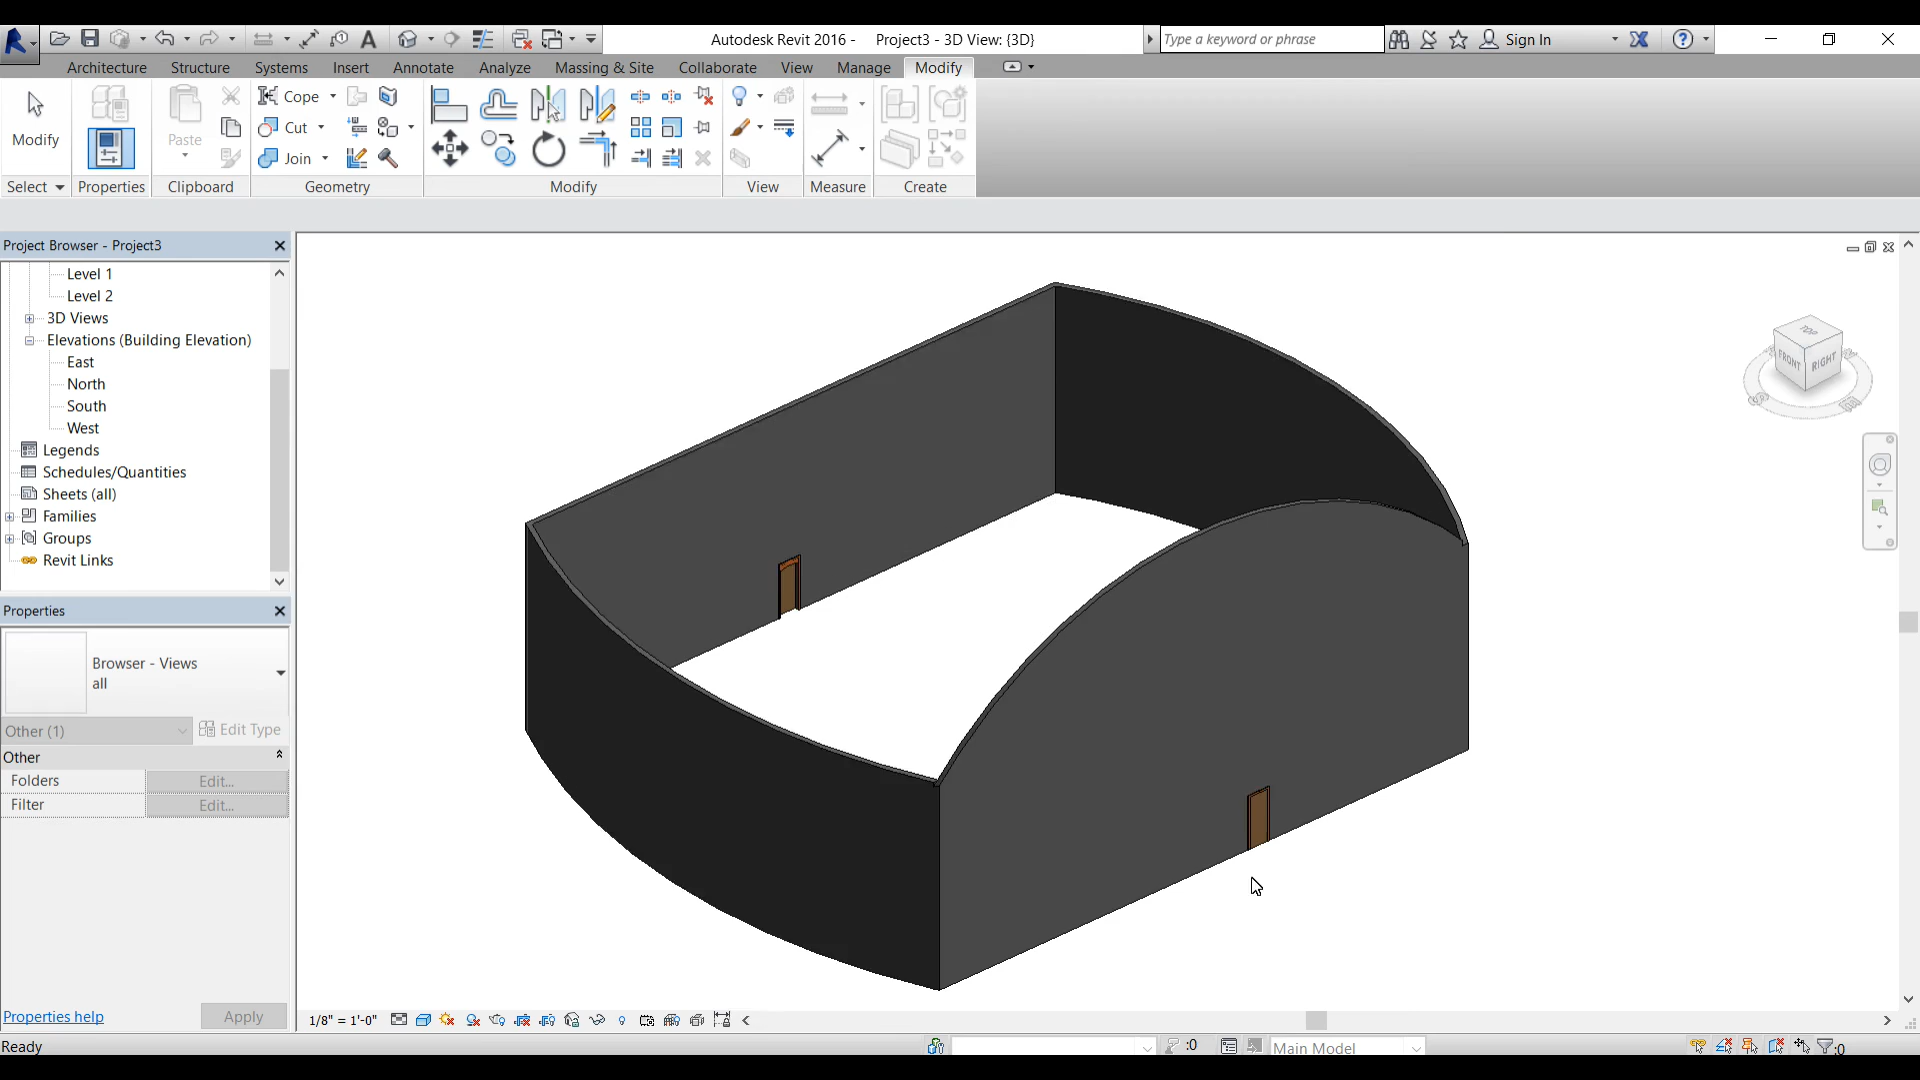 Autodesk Revit 2016 - Project3 - 3D View: {3D}
Type a keyword or phrase
Sign In
Architecture Structure Systems Insert Annotate Analyze Massing & Site Collaborate View Manage Modify
Modify
Paste
Cope
Cut
Join
Select Properties Clipboard Geometry Modify View Measure Create
Project Browser - Project3
Level 1
Level 2
3D Views
Elevations (Building Elevation)
East
North
South
West
Legends
Schedules/Quantities
Sheets (all)
Families
Groups
Revit Links
Properties
Browser - Views
all
Other (1) Edit Type
Other
Folders Edit...
Filter Edit...
Properties help Apply
TOP
FRONT RIGHT
1/8" = 1'-0"
Ready
:0
Main Model
:0